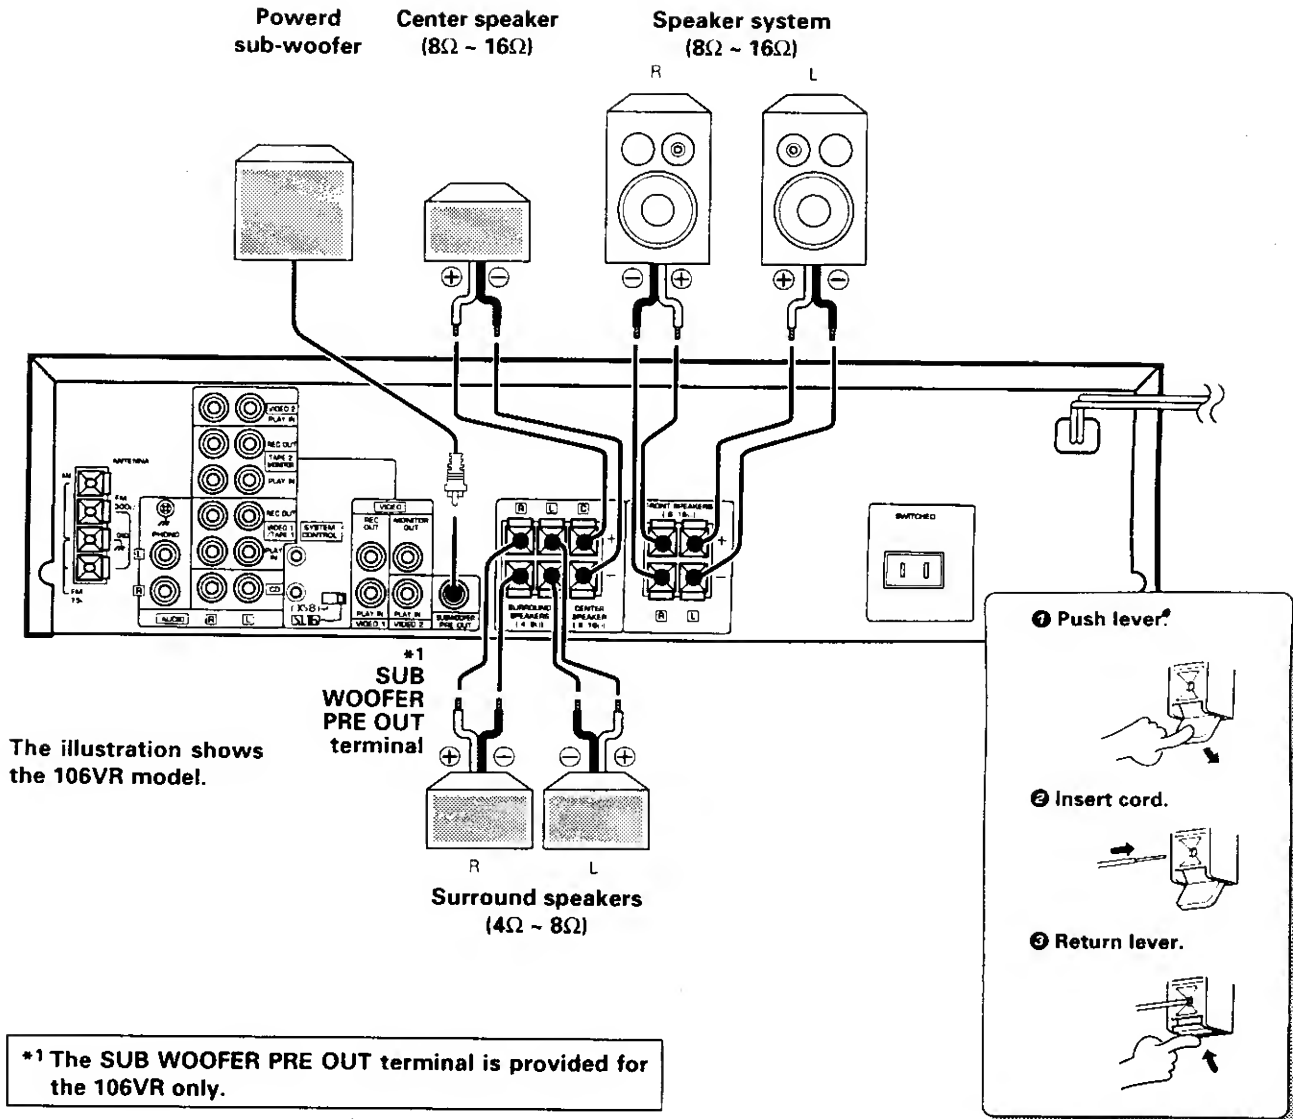 Powerd
sub-woofer
Center speaker
(8Ω ~ 16Ω)
Speaker system
(8Ω ~ 16Ω)
R
L
⊕
⊖
⊖
⊕
⊕
⊖
VIDEO 2
PLAY IN
REC OUT
TAPE 2
MONITOR
PLAY IN
ANTENNA
AM
FM
GND
FM
PHONO
L
R
REC OUT
VIDEO 1
/TAPE 1
PLAY
IN
CD
AUDIO
R
L
SYSTEM
CONTROL
VIDEO
REC
OUT
MONITOR
OUT
PLAY IN
PLAY IN
VIDEO 1
VIDEO 2
SUBWOOFER
PRE OUT
R
L
C
+
−
SURROUND
SPEAKERS
CENTER
SPEAKER
FRONT SPEAKERS
+
−
R
L
SWITCHED
*1
SUB
WOOFER
PRE OUT
terminal
⊕
⊖
⊖
⊕
R
L
Surround speakers
(4Ω ~ 8Ω)
The illustration shows
the 106VR model.
❶ Push lever.
❷ Insert cord.
❸ Return lever.
*1 The SUB WOOFER PRE OUT terminal is provided for
the 106VR only.